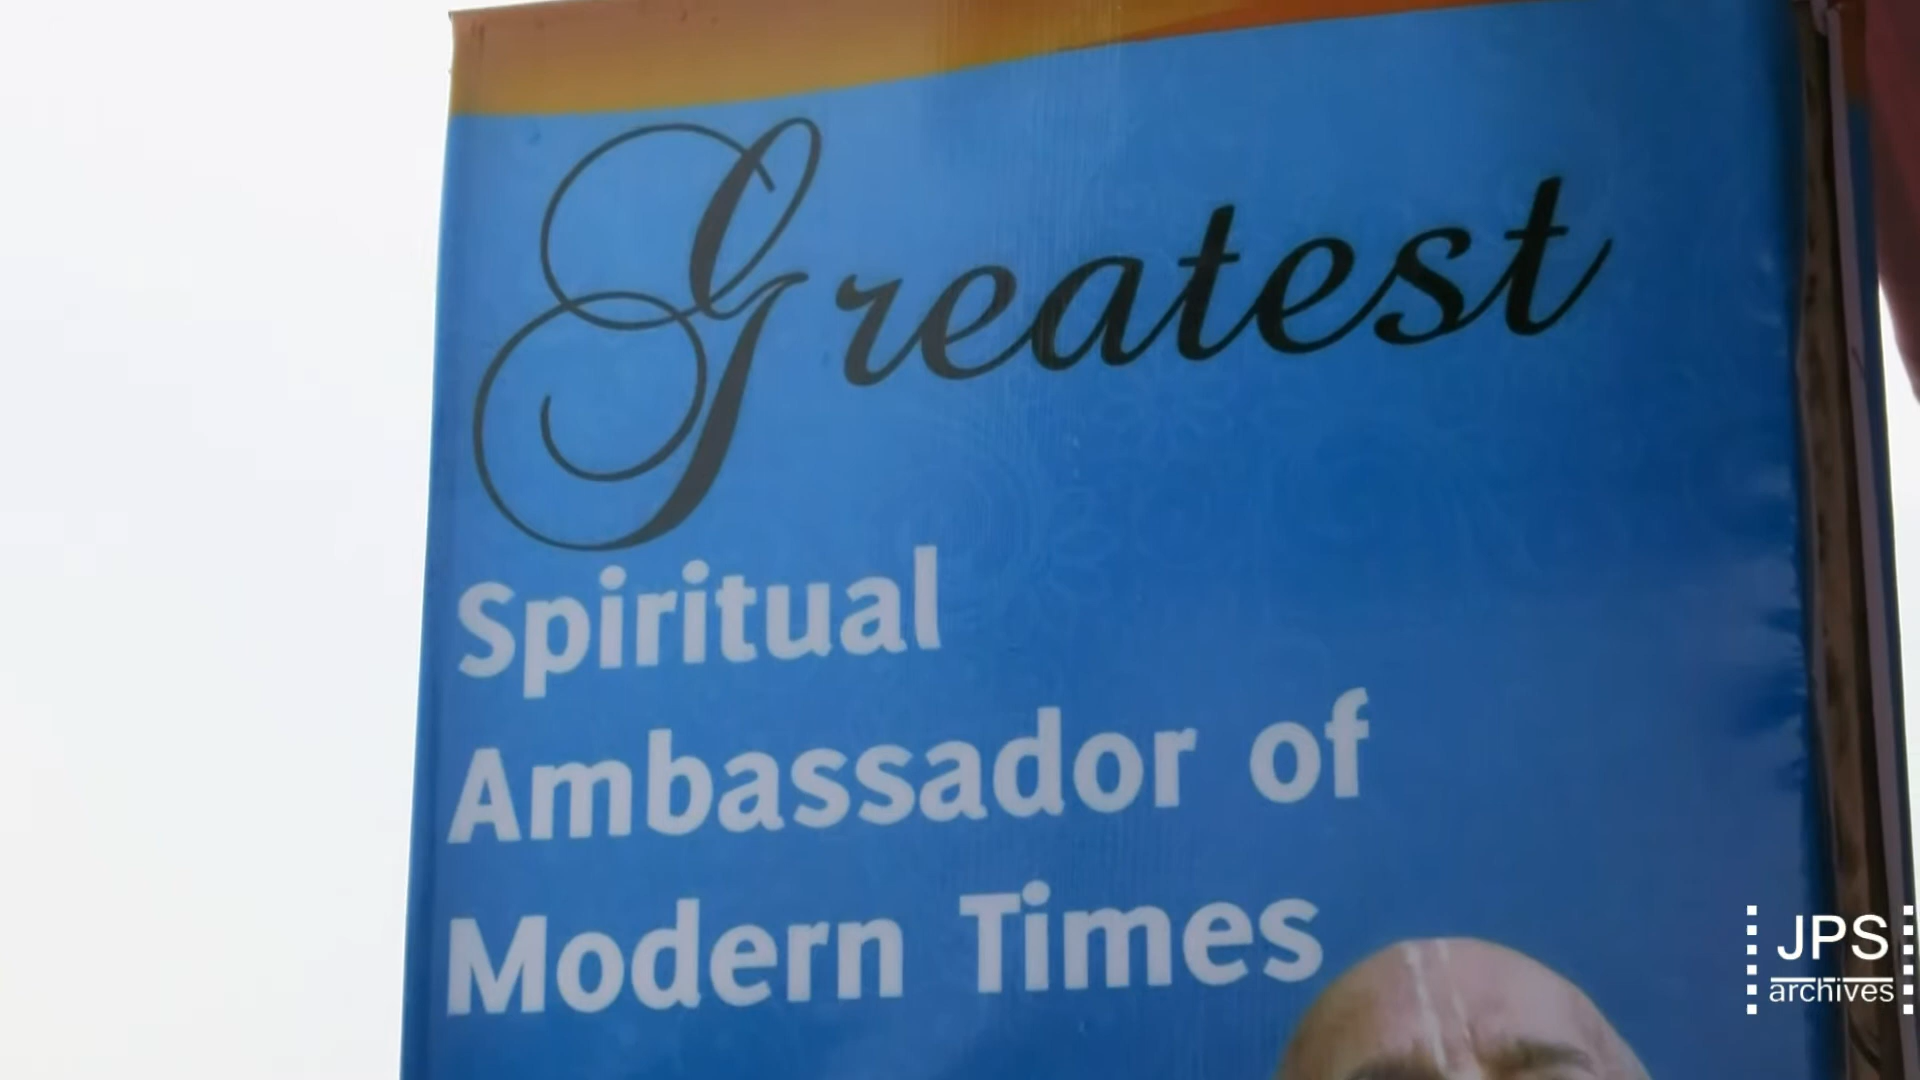 Greatest
Spiritual
Ambassador of
Modern Times
JPS
archives